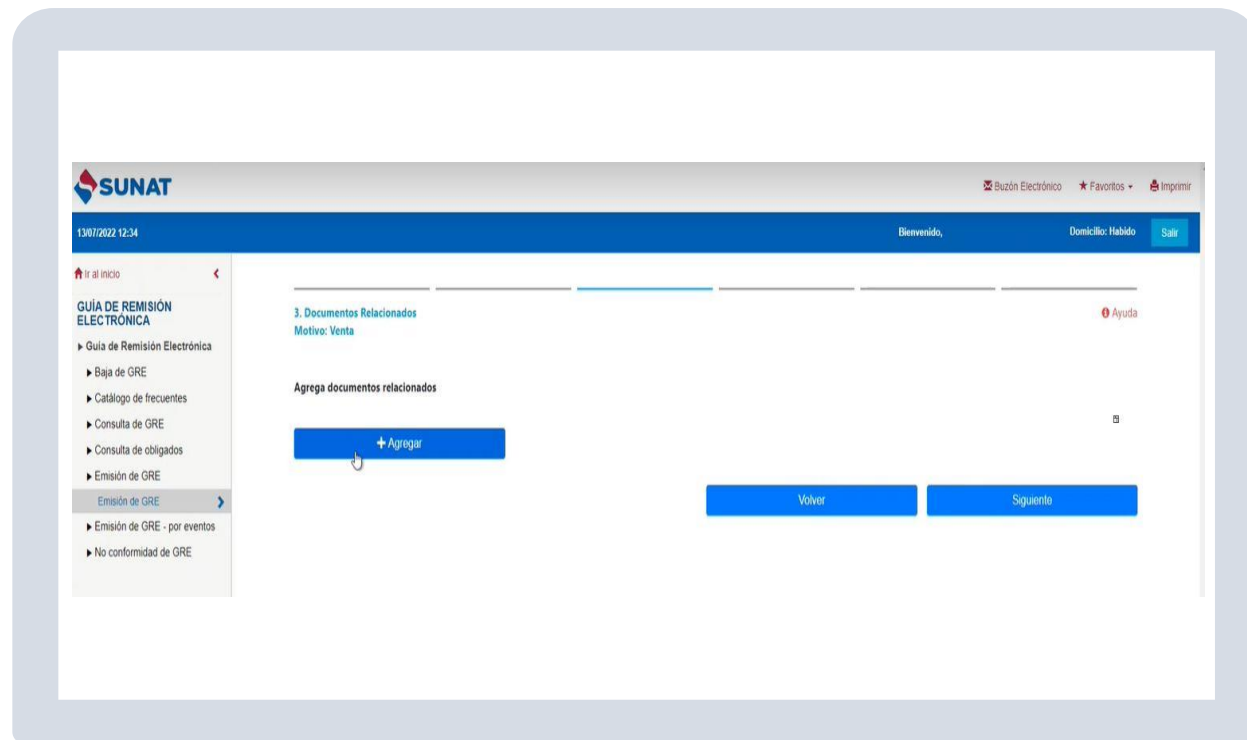 SUNAT
Buzón Electrónico Favoritos Imprimir
13/07/2022 12:34
Bienvenido,
Domicilio: Habido
Salir
Ir al inicio
GUÍA DE REMISIÓN
ELECTRÓNICA
Guía de Remisión Electrónica
Baja de GRE
Catálogo de frecuentes
Consulta de GRE
Consulta de obligados
Emisión de GRE
Emisión de GRE
Emisión de GRE - por eventos
No conformidad de GRE
3. Documentos Relacionados
Motivo: Venta
Ayuda
Agrega documentos relacionados
+ Agregar
Volver
Siguiente